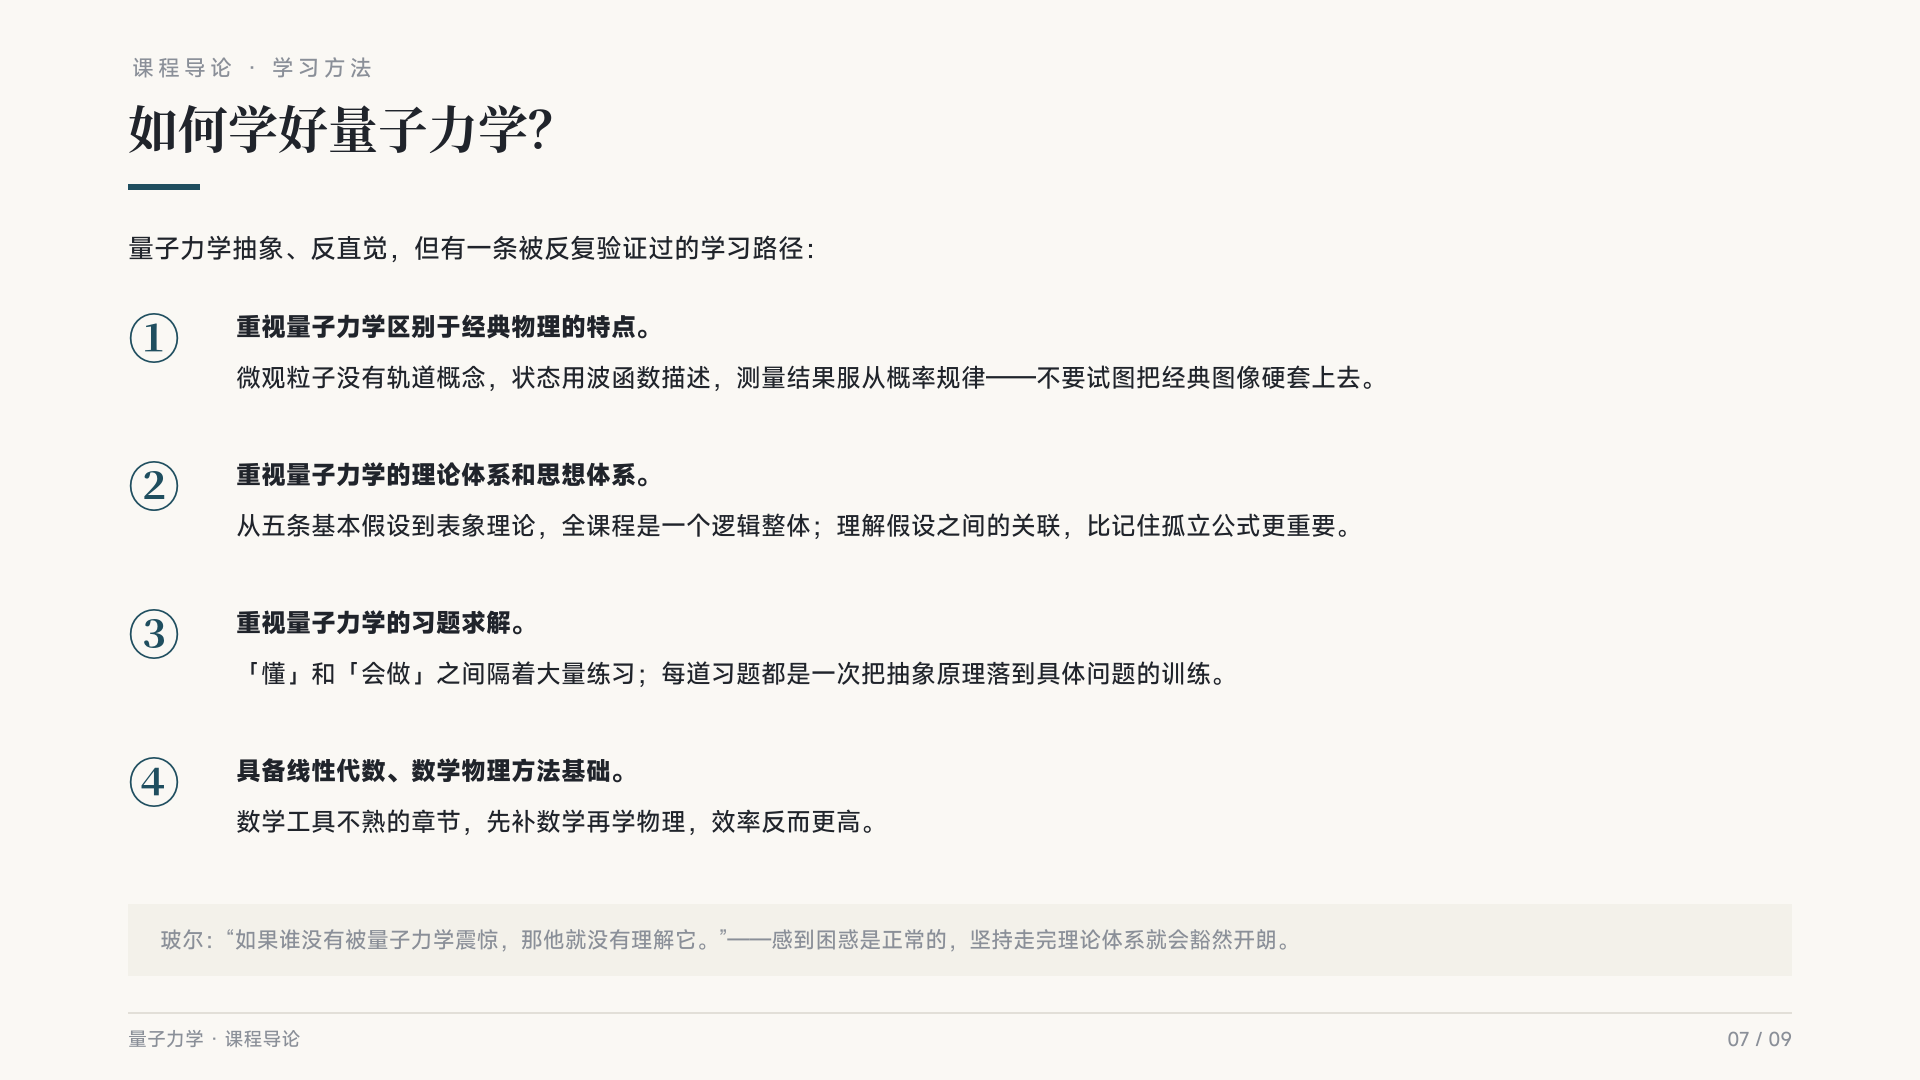 课程导论 · 学习方法
如何学好量子力学?
量子力学抽象、反直觉，但有一条被反复验证过的学习路径：
①
重视量子力学区别于经典物理的特点。
微观粒子没有轨道概念，状态用波函数描述，测量结果服从概率规律——不要试图把经典图像硬套上去。
②
重视量子力学的理论体系和思想体系。
从五条基本假设到表象理论，全课程是一个逻辑整体；理解假设之间的关联，比记住孤立公式更重要。
③
重视量子力学的习题求解。
「懂」和「会做」之间隔着大量练习；每道习题都是一次把抽象原理落到具体问题的训练。
④
具备线性代数、数学物理方法基础。
数学工具不熟的章节，先补数学再学物理，效率反而更高。
玻尔：“如果谁没有被量子力学震惊，那他就没有理解它。”——感到困惑是正常的，坚持走完理论体系就会豁然开朗。
量子力学 · 课程导论
07 / 09